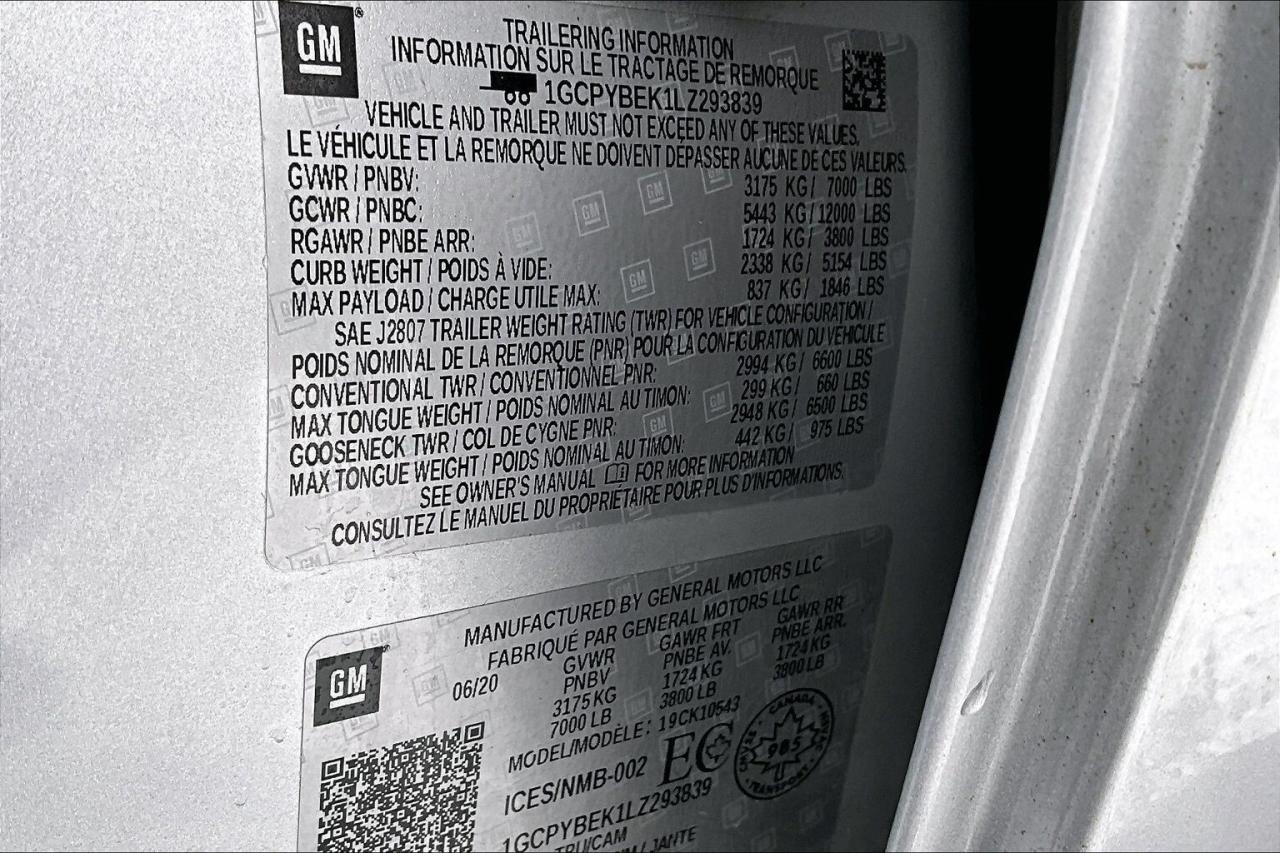 GM
TRAILERING INFORMATION
INFORMATION SUR LE TRACTAGE DE REMORQUE
1GCPYBEK1LZ293839
VEHICLE AND TRAILER MUST NOT EXCEED ANY OF THESE VALUES.
LE VÉHICULE ET LA REMORQUE NE DOIVENT DÉPASSER AUCUNE DE CES VALEURS.
GVWR / PNBV: 3175 KG/ 7000 LBS
GCWR / PNBC: 5443 KG/ 12000 LBS
RGAWR / PNBE ARR: 1724 KG/ 3800 LBS
CURB WEIGHT / POIDS À VIDE: 2338 KG/ 5154 LBS
MAX PAYLOAD / CHARGE UTILE MAX: 837 KG/ 1846 LBS
SAE J2807 TRAILER WEIGHT RATING (TWR) FOR VEHICLE CONFIGURATION /
POIDS NOMINAL DE LA REMORQUE (PNR) POUR LA CONFIGURATION DU VÉHICULE
CONVENTIONAL TWR / CONVENTIONNEL PNR: 2994 KG/ 6600 LBS
MAX TONGUE WEIGHT / POIDS NOMINAL AU TIMON: 299 KG/ 660 LBS
GOOSENECK TWR / COL DE CYGNE PNR: 2948 KG/ 6500 LBS
MAX TONGUE WEIGHT / POIDS NOMINAL AU TIMON: 442 KG/ 975 LBS
SEE OWNER'S MANUAL FOR MORE INFORMATION
CONSULTEZ LE MANUEL DU PROPRIÉTAIRE POUR PLUS D'INFORMATIONS.
GM
MANUFACTURED BY GENERAL MOTORS LLC
FABRIQUÉ PAR GENERAL MOTORS LLC
06/20
GVWR GAWR FRT GAWR RR
PNBV PNBE AV. PNBE ARR.
3175 KG 1724 KG 1724 KG
7000 LB 3800 LB 3800 LB
MODEL/MODÈLE: 19CK10543
ICES/NMB-002 EC
CANADA
985
TRANSPORT
1GCPYBEK1LZ293839
/CAM
/ JANTE